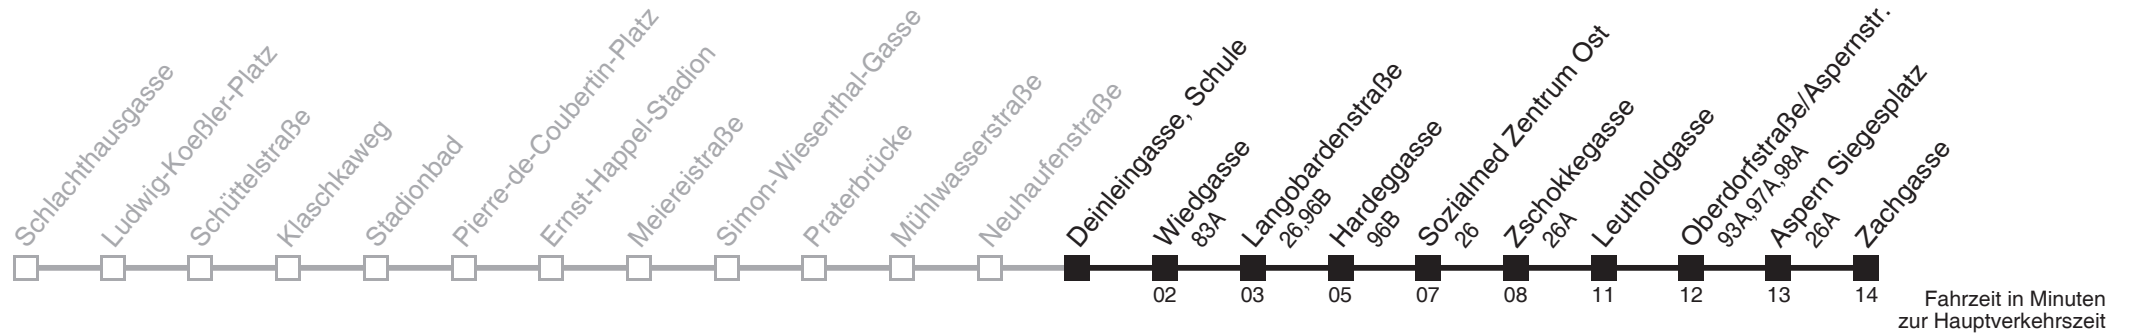 Schlachthausgasse
Ludwig-Koeßler-Platz
Schüttelstraße
Klaschkaweg
Stadionbad
Pierre-de-Coubertin-Platz
Ernst-Happel-Stadion
Meiereistraße
Simon-Wiesenthal-Gasse
Praterbrücke
Mühlwasserstraße
Neuhaufenstraße
Deinleingasse, Schule
Wiedgasse
83A
Langobardenstraße
26,96B
Hardeggasse
96B
Sozialmed Zentrum Ost
26
Zschokkegasse
26A
Leutholdgasse
Oberdorfstraße/Aspernstr.
93A,97A,98A
Aspern Siegesplatz
26A
Zachgasse
02 03 05 07 08 11 12 13 14
Fahrzeit in Minuten
zur Hauptverkehrszeit